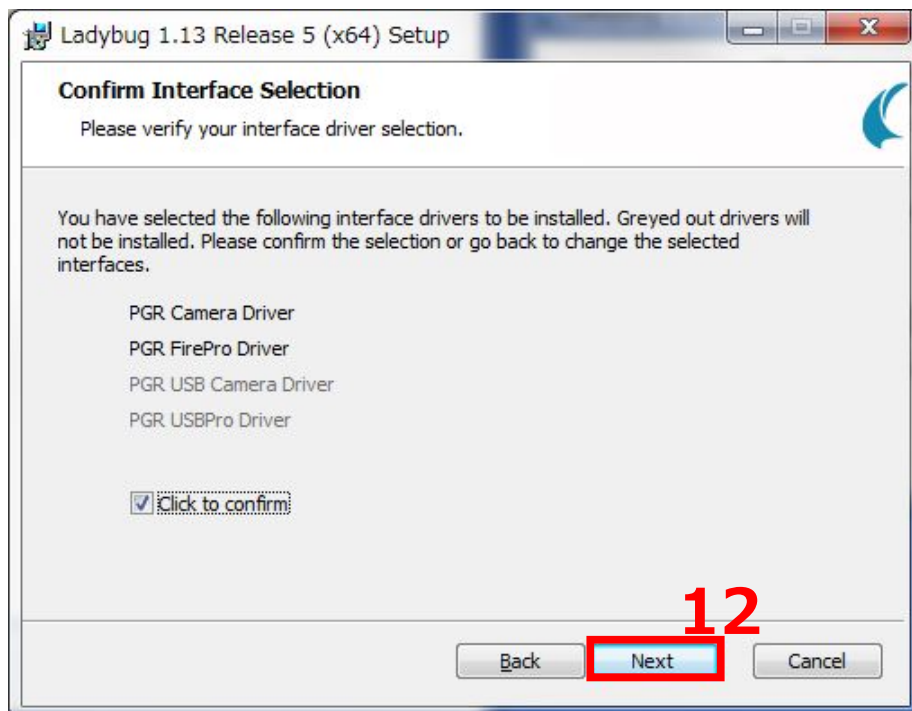 Ladybug 1.13 Release 5 (x64) Setup
Confirm Interface Selection
Please verify your interface driver selection.
You have selected the following interface drivers to be installed. Greyed out drivers will
not be installed. Please confirm the selection or go back to change the selected
interfaces.
PGR Camera Driver
PGR FirePro Driver
PGR USB Camera Driver
PGR USBPro Driver
Click to confirm
12
Back Next Cancel